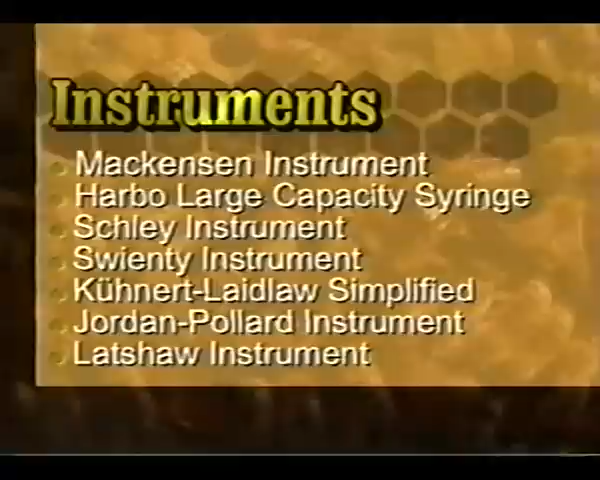 Instruments
Mackensen Instrument
Harbo Large Capacity Syringe
Schley Instrument
Swienty Instrument
Kühnert-Laidlaw Simplified
Jordan-Pollard Instrument
Latshaw Instrument